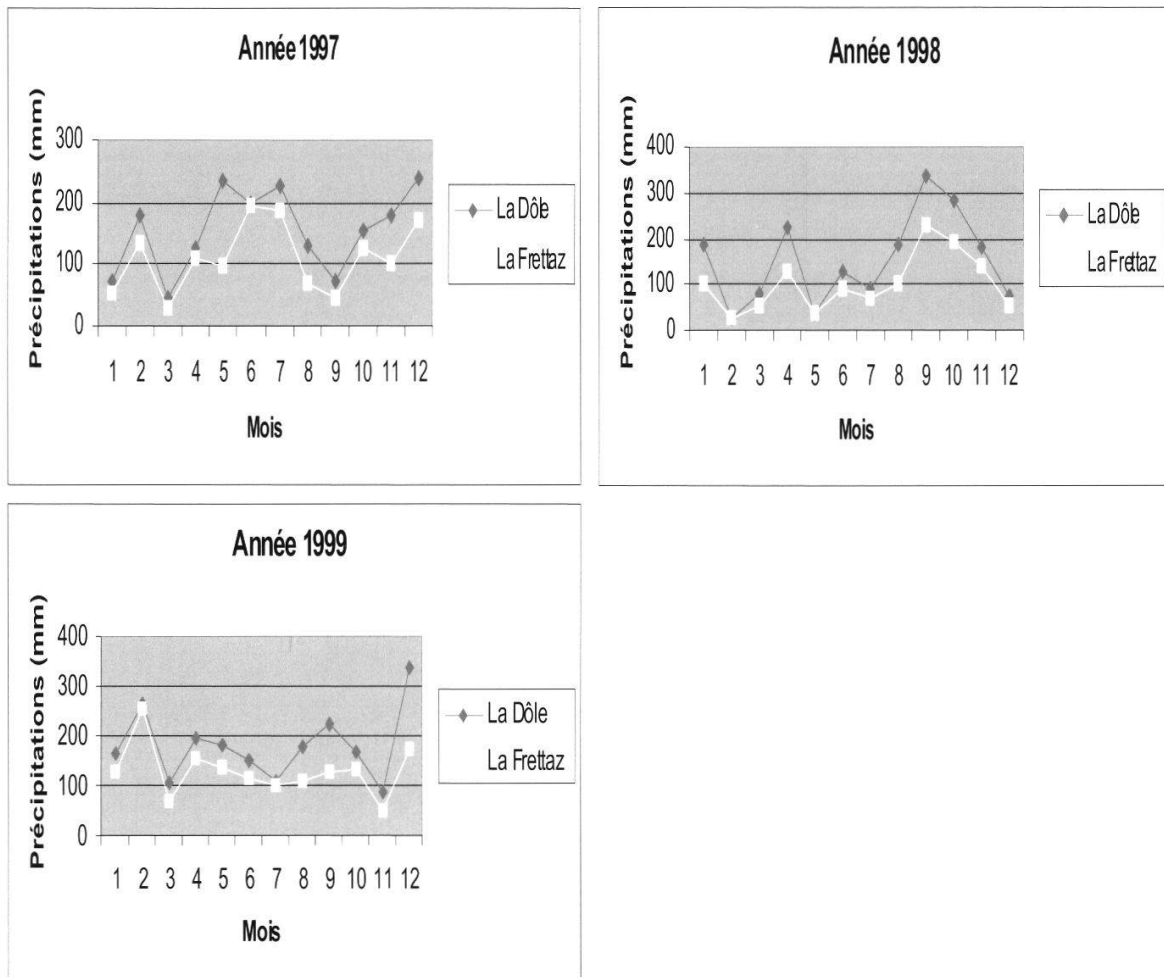 Année 1997
Précipitations (mm)
300
200
100
0
1 2 3 4 5 6 7 8 9 10 11 12
Mois
La Dôle
La Frettaz
Année 1998
Précipitations (mm)
400
300
200
100
0
1 2 3 4 5 6 7 8 9 10 11 12
Mois
La Dôle
La Frettaz
Année 1999
Précipitations (mm)
400
300
200
100
0
1 2 3 4 5 6 7 8 9 10 11 12
Mois
La Dôle
La Frettaz